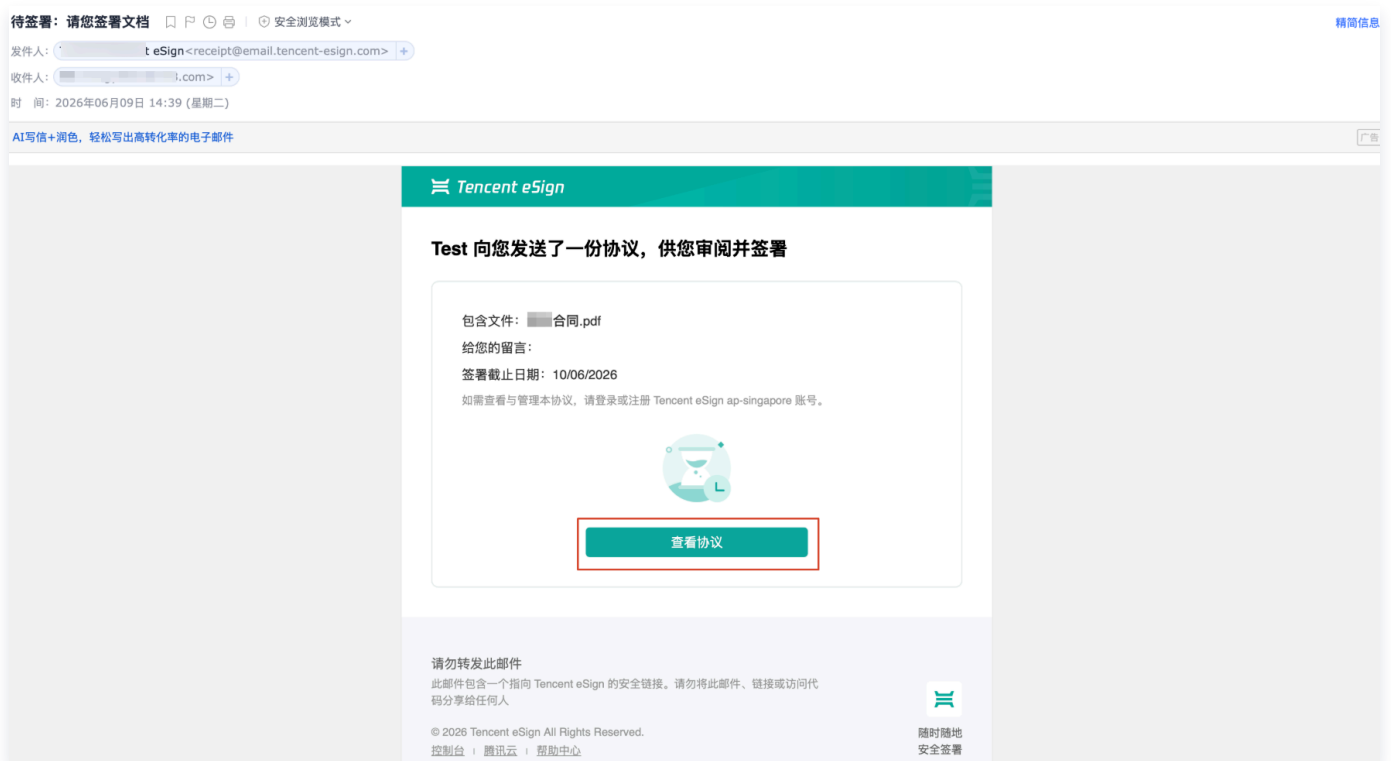 待签署：请您签署文档 安全浏览模式
精简信息
发件人： t eSign<receipt@email.tencent-esign.com> +
收件人： .com> +
时 间：2026年06月09日 14:39 (星期二)
AI写信+润色，轻松写出高转化率的电子邮件
广告
Tencent eSign
Test 向您发送了一份协议，供您审阅并签署
包含文件： 合同.pdf
给您的留言：
签署截止日期：10/06/2026
如需查看与管理本协议，请登录或注册 Tencent eSign ap-singapore 账号。
查看协议
请勿转发此邮件
此邮件包含一个指向 Tencent eSign 的安全链接。请勿将此邮件、链接或访问代
码分享给任何人
© 2026 Tencent eSign All Rights Reserved.
控制台 | 腾讯云 | 帮助中心
随时随地
安全签署